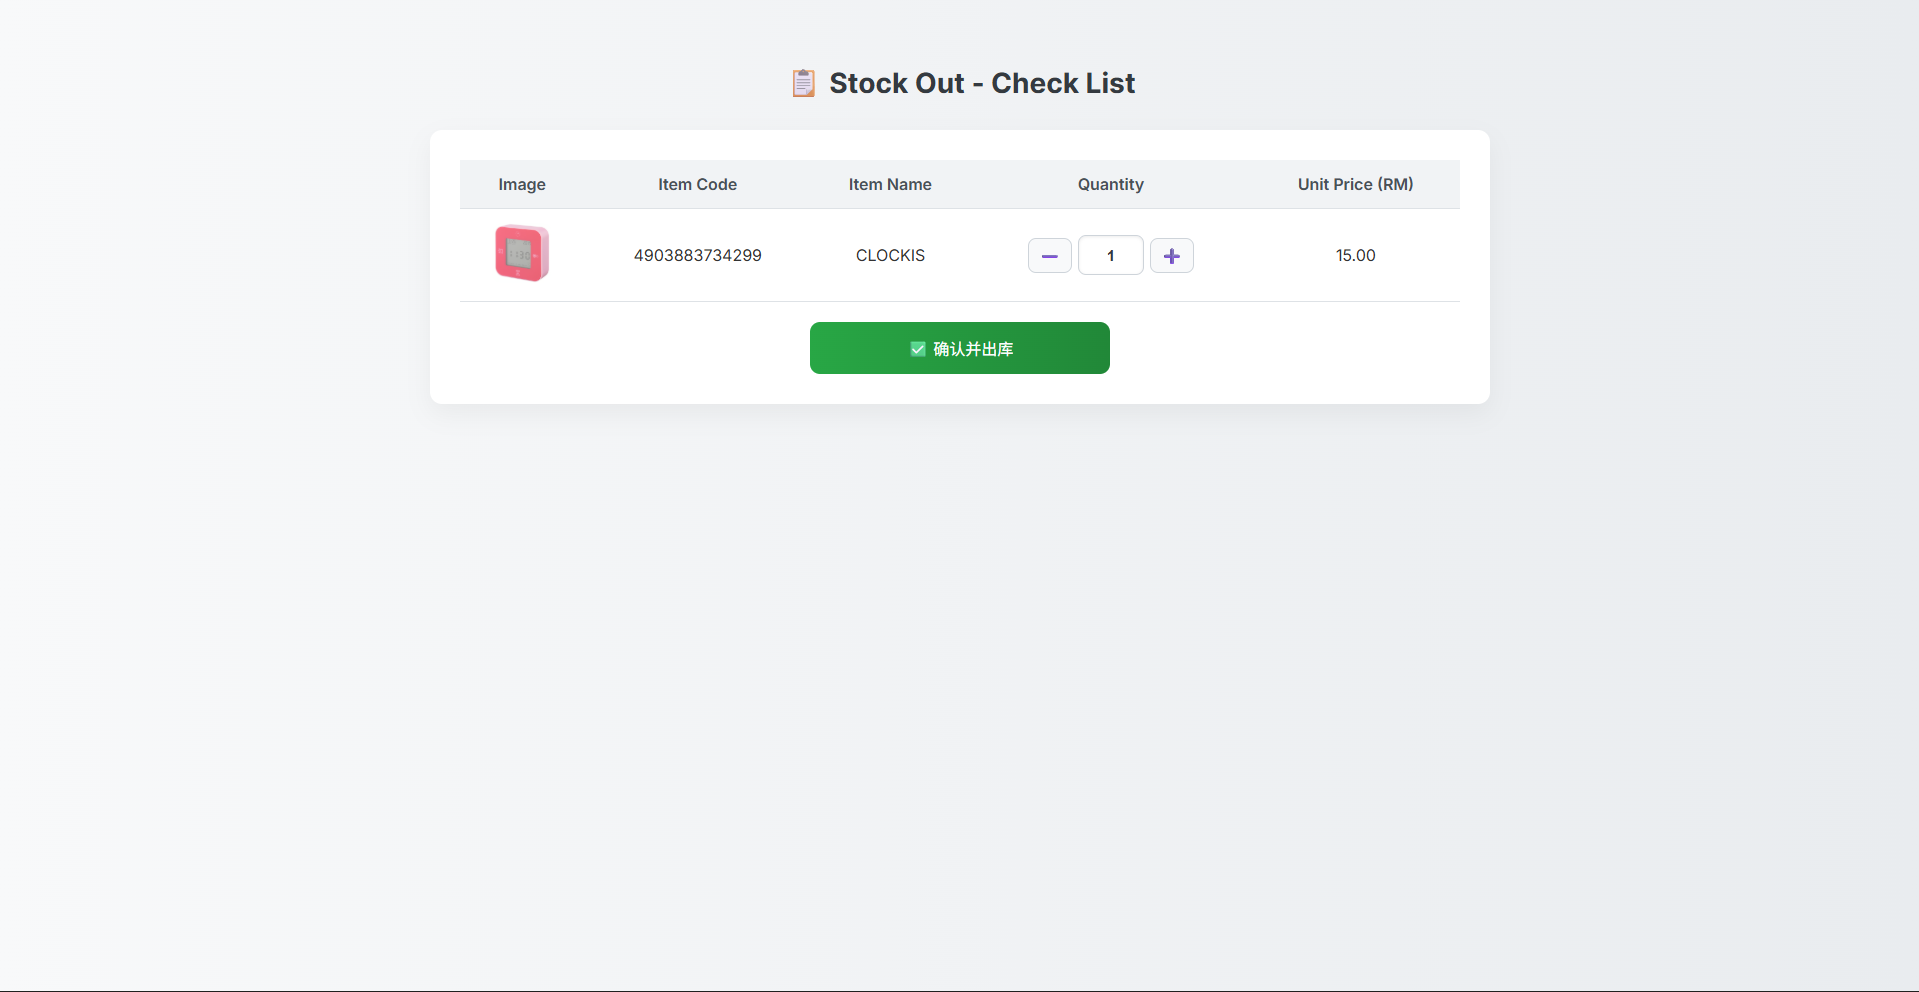 Stock Out - Check List
Image Item Code Item Name Quantity Unit Price (RM)
4903883734299 CLOCKIS 1 15.00
确认并出库